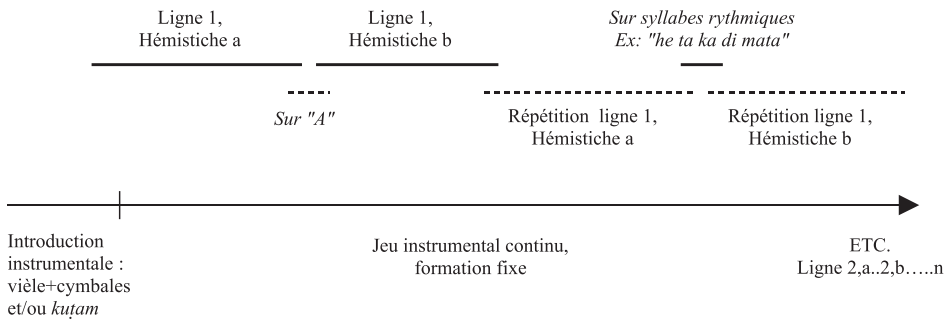 Ligne 1,
Hémistiche a
Ligne 1,
Hémistiche b
Sur syllabes rythmiques
Ex: "he ta ka di mata"
Sur "A"
Répétition  ligne 1,
Hémistiche a
Répétition ligne 1,
Hémistiche b
Introduction
instrumentale :
vièle+cymbales
et/ou kuṭam
Jeu instrumental continu,
formation fixe
ETC.
Ligne 2,a..2,b…..n